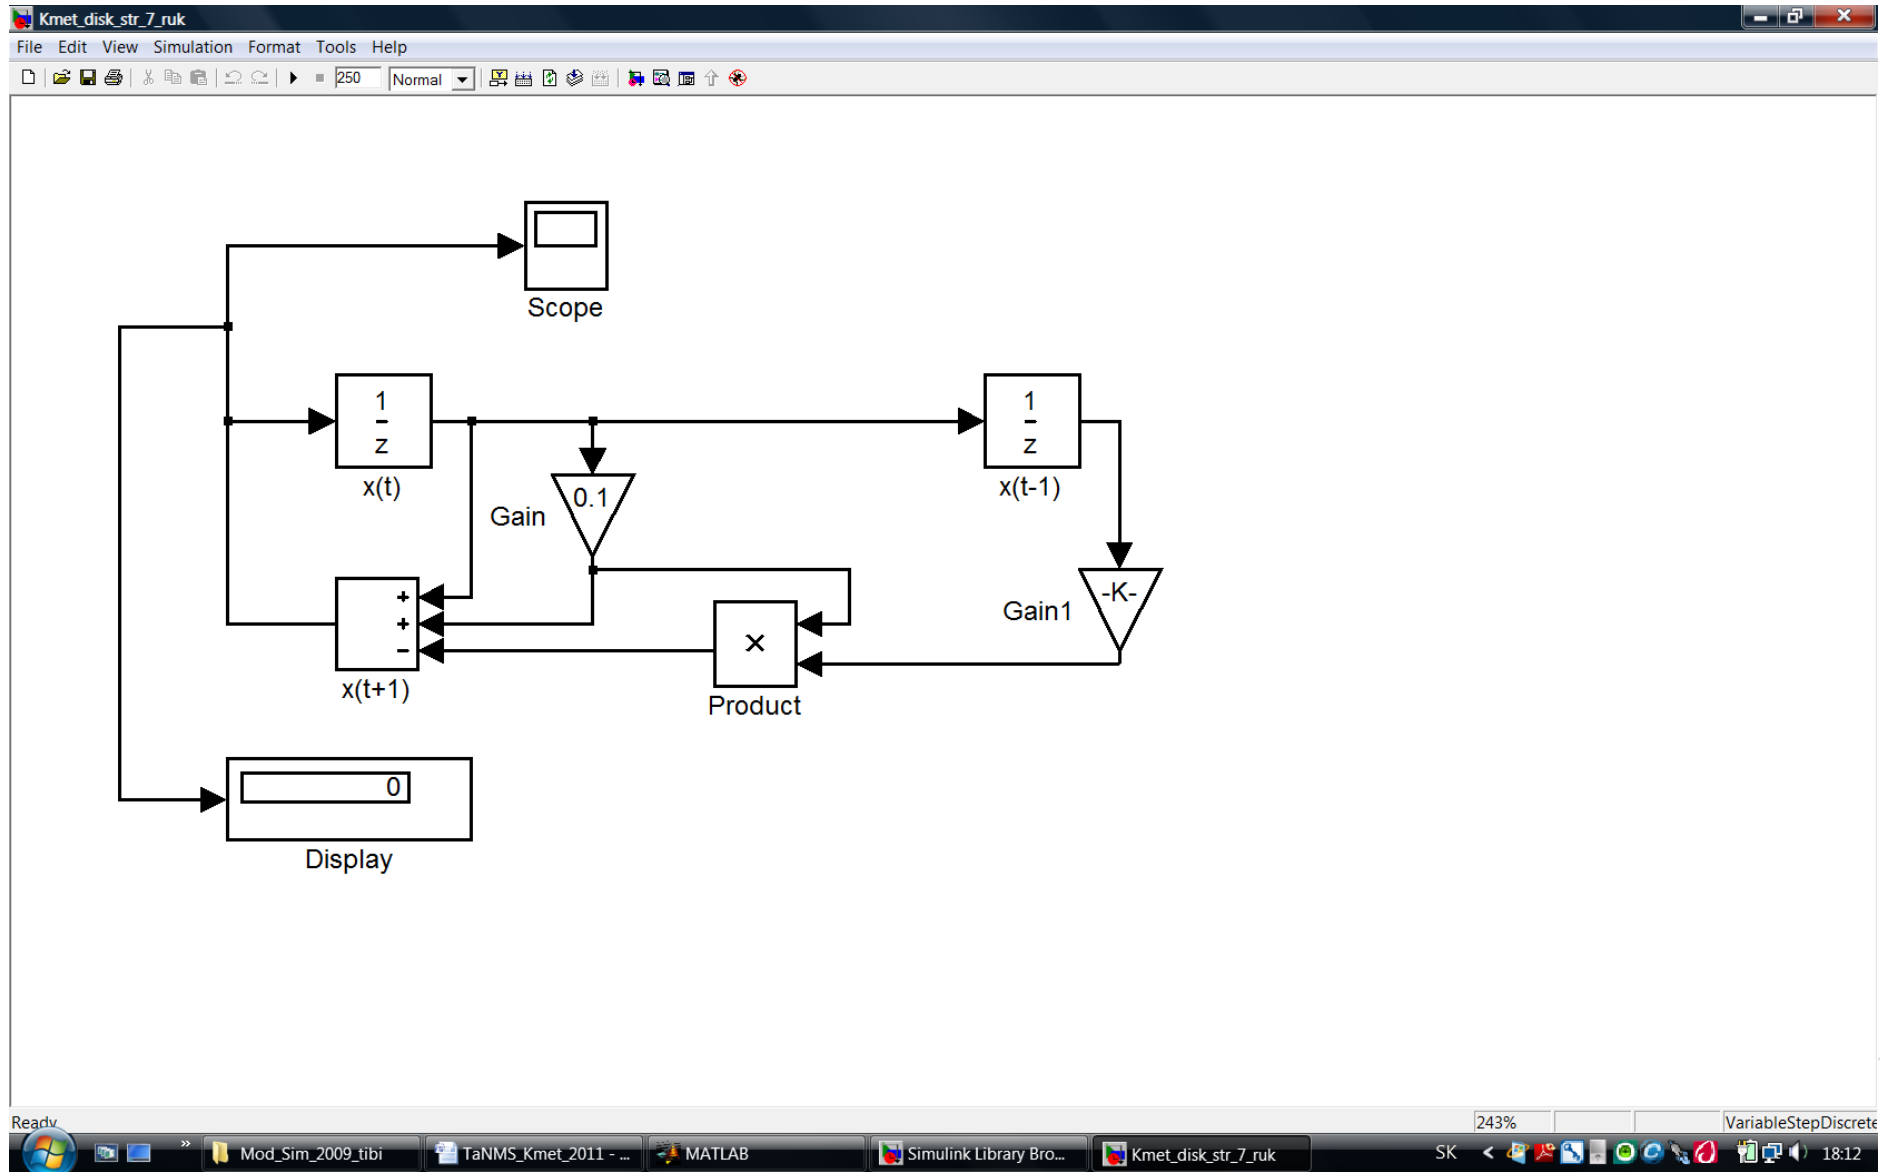 Kmet_disk_str_7_ruk
File Edit View Simulation Format Tools Help
250 Normal
Scope
1
z
x(t)
1
z
x(t-1)
0.1
Gain
-K-
Gain1
+
+
−
x(t+1)
×
Product
0
Display
Ready
243%
VariableStepDiscrete
» Mod_Sim_2009_tibi TaNMS_Kmet_2011 - ... MATLAB Simulink Library Bro... Kmet_disk_str_7_ruk SK < 18:12